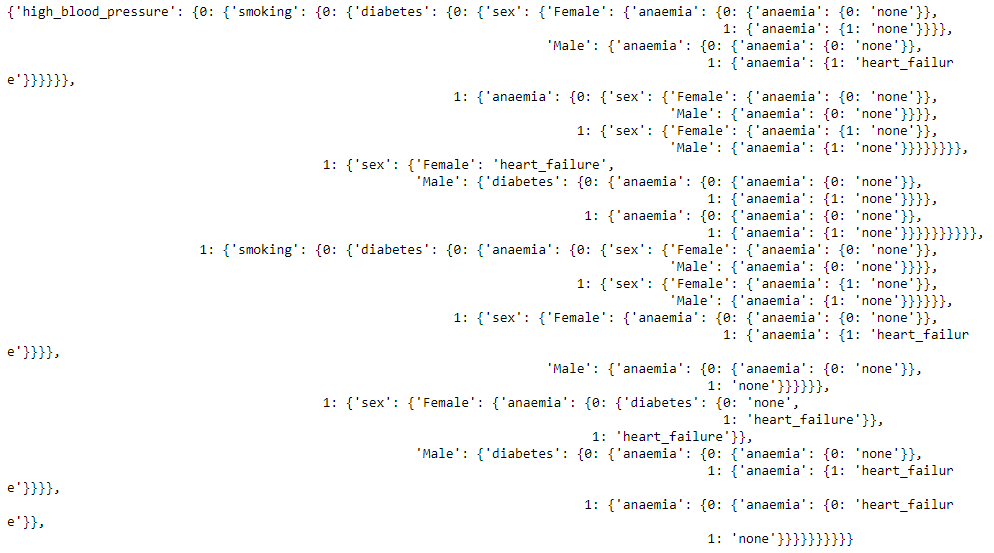 {'high_blood_pressure': {0: {'smoking': {0: {'diabetes': {0: {'sex': {'Female': {'anaemia': {0: {'anaemia': {0: 'none'}},
1: {'anaemia': {1: 'none'}}}},
'Male': {'anaemia': {0: {'anaemia': {0: 'none'}},
1: {'anaemia': {1: 'heart_failur
e'}}}}}},
1: {'anaemia': {0: {'sex': {'Female': {'anaemia': {0: 'none'}},
'Male': {'anaemia': {0: 'none'}}}},
1: {'sex': {'Female': {'anaemia': {1: 'none'}},
'Male': {'anaemia': {1: 'none'}}}}}}}},
1: {'sex': {'Female': 'heart_failure',
'Male': {'diabetes': {0: {'anaemia': {0: {'anaemia': {0: 'none'}},
1: {'anaemia': {1: 'none'}}}},
1: {'anaemia': {0: {'anaemia': {0: 'none'}},
1: {'anaemia': {1: 'none'}}}}}}}}}},
1: {'smoking': {0: {'diabetes': {0: {'anaemia': {0: {'sex': {'Female': {'anaemia': {0: 'none'}},
'Male': {'anaemia': {0: 'none'}}}},
1: {'sex': {'Female': {'anaemia': {1: 'none'}},
'Male': {'anaemia': {1: 'none'}}}}}},
1: {'sex': {'Female': {'anaemia': {0: {'anaemia': {0: 'none'}},
1: {'anaemia': {1: 'heart_failur
e'}}}},
'Male': {'anaemia': {0: {'anaemia': {0: 'none'}},
1: 'none'}}}}}},
1: {'sex': {'Female': {'anaemia': {0: {'diabetes': {0: 'none',
1: 'heart_failure'}},
1: 'heart_failure'}},
'Male': {'diabetes': {0: {'anaemia': {0: {'anaemia': {0: 'none'}},
1: {'anaemia': {1: 'heart_failur
e'}}}},
1: {'anaemia': {0: {'anaemia': {0: 'heart_failur
e'}},
1: 'none'}}}}}}}}}}